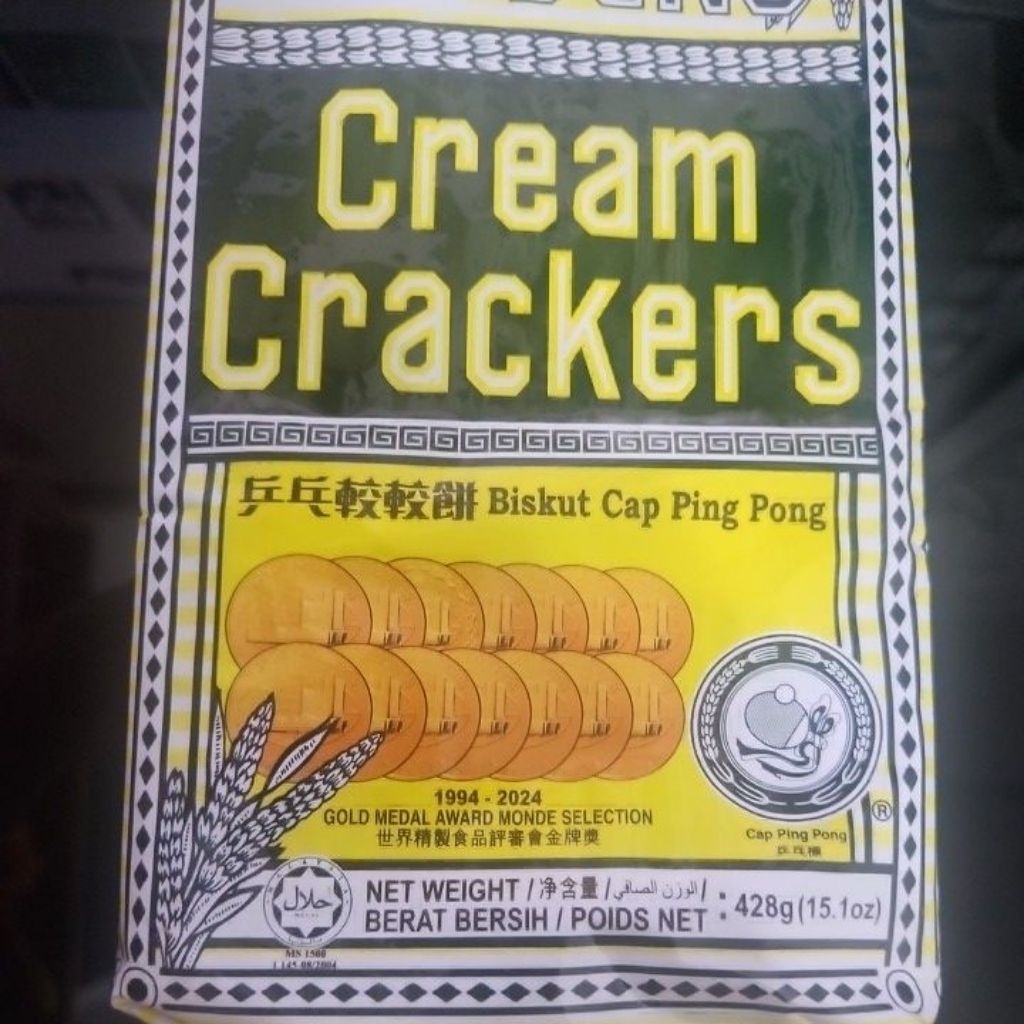 Cream
Crackers
乒乓較較餅 Biskut Cap Ping Pong
1994 - 2024
GOLD MEDAL AWARD MONDE SELECTION
世界精製食品評審會金牌獎
®
Cap Ping Pong
乒乓標
حلال
NET WEIGHT / 净含量 / الوزن الصافي /
BERAT BERSIH / POIDS NET : 428g (15.1oz)
MS 1500